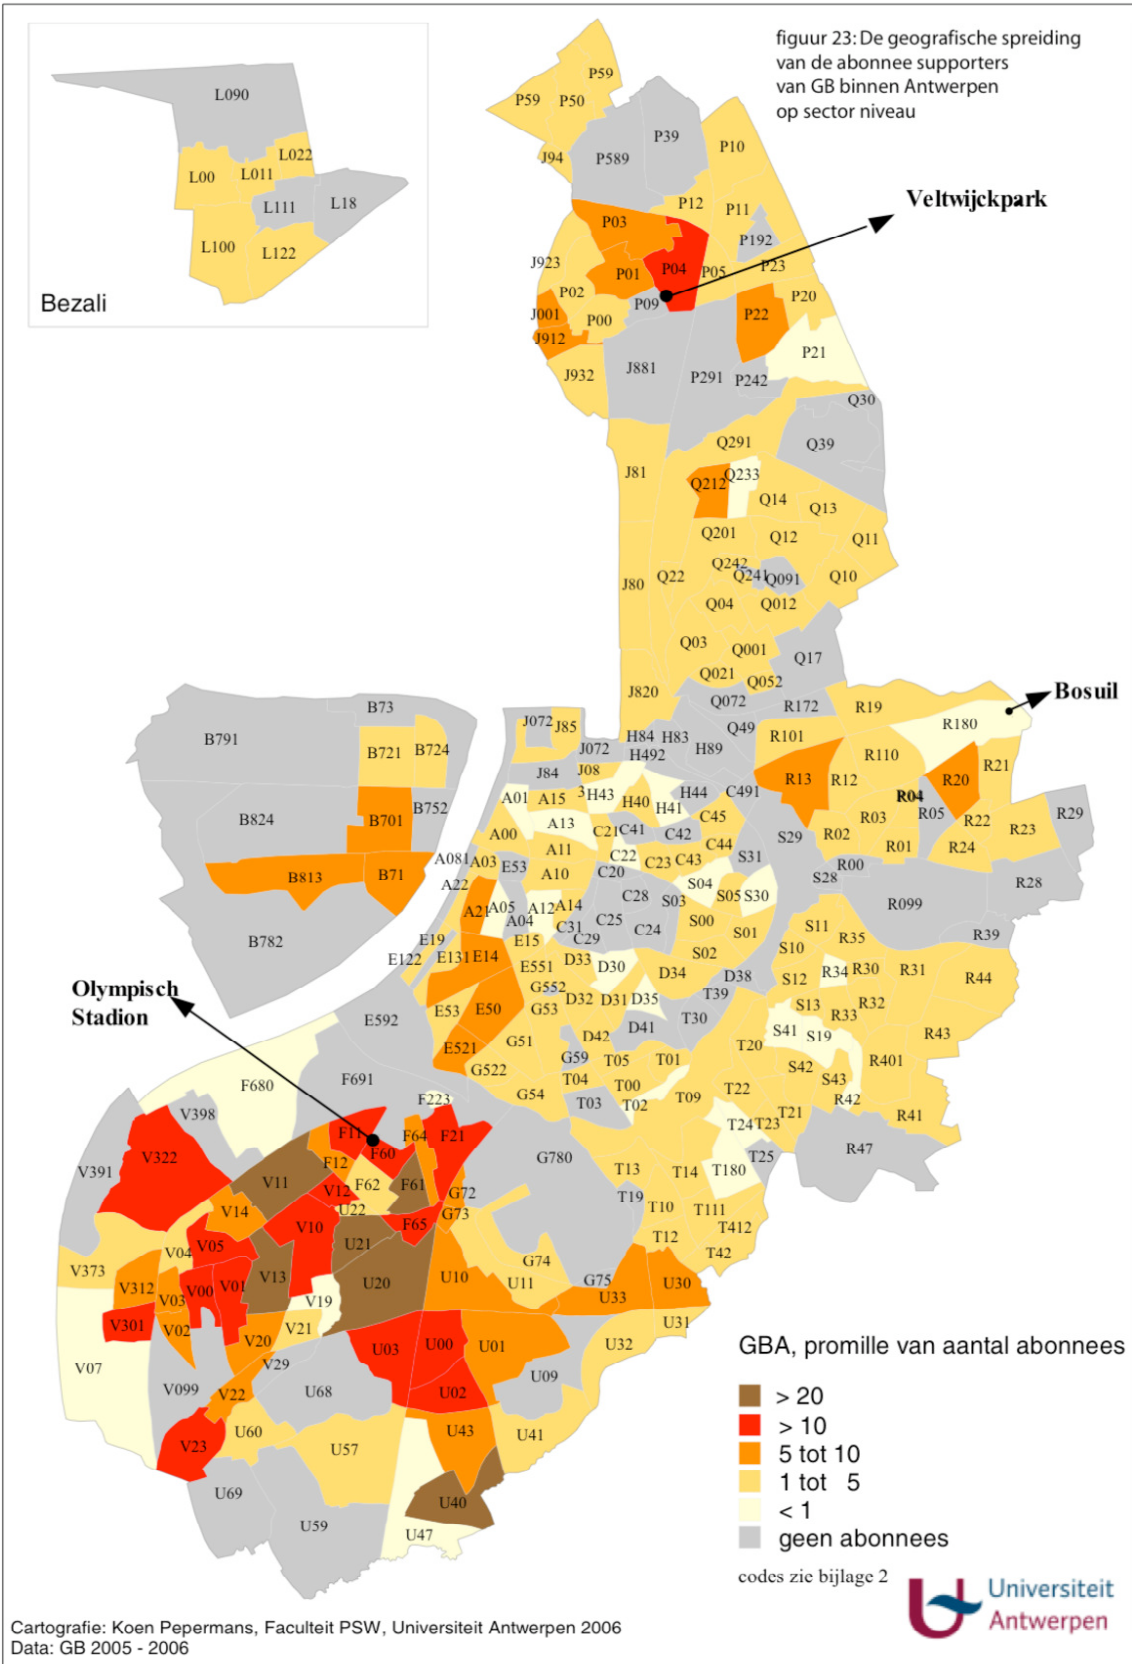 figuur 23: De geografische spreiding
van de abonnee supporters
van GB binnen Antwerpen
op sector niveau
L090
L022
L00 L011
L111 L18
L100 L122
Bezali
P59
P59 P50
P39
P589
J94
P10
P12
P11
P03
P192
Veltwijckpark
J923
P01 P04 P05 P23
P02
P09
P20
J001 P00
P22
J912
P21
J932 J881
P291 P242
Q30
Q291 Q39
J81
Q212 Q233
Q14
Q13
Q201 Q12 Q11
Q242
J80 Q22 Q241 Q091 Q10
Q04 Q012
Q03 Q001
Q17
Q021
Q052
J820
Q072
R172
R19
Bosuil
B73
B791
B721 B724
J072 J85
J072
H84 H83
H492 H89
Q49
R101
R180
R110
J84 J08
R13 R12
R20 R21
B824
B701 B752
A01 A15 3 H43 H40 H41 H44 C491
R04
R05
R03
R29
A00 A13 C21 C41 C42 C45
S29 R02
R22 R23
C44
A081 A03 A11 C22 C23 C43
S31
R01
R24
B813 B71
A22
E53
A10 C20
R00
S28
R28
A21 A05 A12 A14 C28 S03 S04 S05 S30
R099
A04 C31 C25 C24 S00
S01
S11
R39
B782
E19 E15 C29
S02
S10 R35
E122 E131 E14 E551 D33 D30 D34 D38
R34 R30 R31 R44
S12
G552
E53 E50 G53 D32 D31 D35 T39
S13 R32
R33
Olympisch
Stadion
E592
D42 D41 T30
S41 S19
R43
E521 G51
T20
G59 T05 T01
R401
G522
T04
S42
S43
F680 F691
T00
T22
R42
F223 G54
T03 T02 T09
T21
R41
V398
T24 T23
F11 F64 F21
V322
F60
R47
V391
F12
G780
T13 T14 T180 T25
V11
V12 F62 F61
G72
T19
V14
U22
G73
T10 T111
V10
F65
T412
V05
T12
V04
U21
T42
V373
G74
V13
U20 U10
G75
V312
V00 V01
U11
U30
V03
V19
U33
V301
V02
V20 V21
U31
U03 U00 U01
U32
V07
V29
V099
U09
V22
U68
U02
U60
U43
V23
U57
U41
U69
U40
U59
U47
GBA, promille van aantal abonnees
> 20
> 10
5 tot 10
1 tot 5
< 1
geen abonnees
codes zie bijlage 2
Universiteit
Antwerpen
Cartografie: Koen Pepermans, Faculteit PSW, Universiteit Antwerpen 2006
Data: GB 2005 - 2006